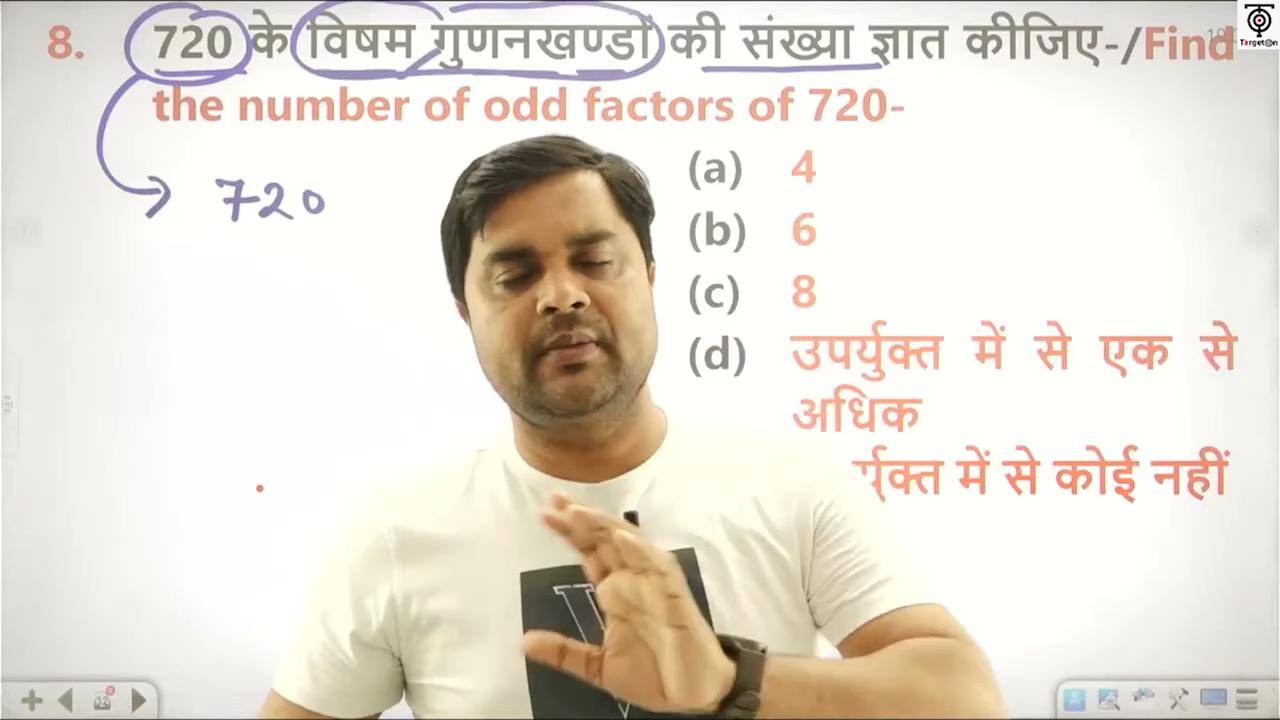 8. 720 के विषम गुणनखण्डों की संख्या ज्ञात कीजिए-/Find
the number of odd factors of 720-
720
(a) 4
(b) 6
(c) 8
(d) उपर्युक्त में से एक से
अधिक
में से कोई नहीं
Target@n